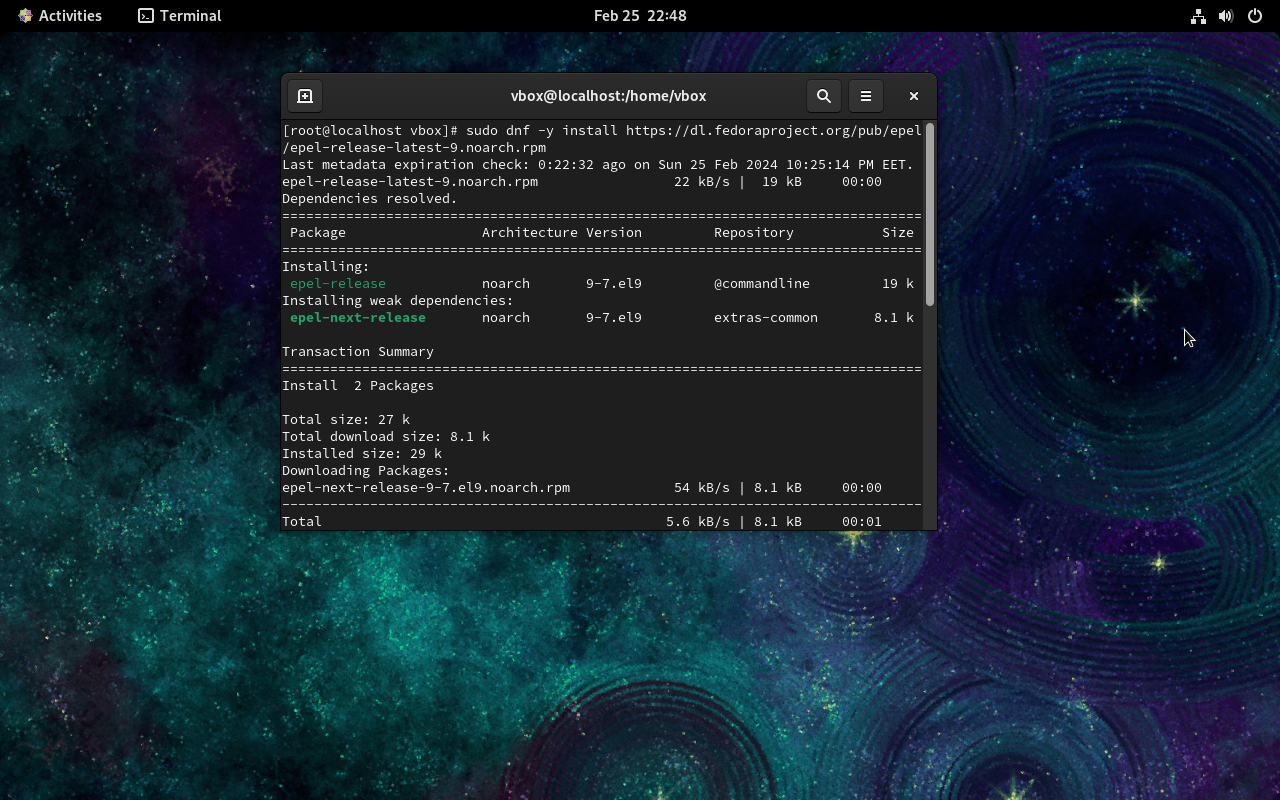 Activities Terminal Feb 25 22:48
vbox@localhost:/home/vbox
[root@localhost vbox]# sudo dnf -y install https://dl.fedoraproject.org/pub/epel
/epel-release-latest-9.noarch.rpm
Last metadata expiration check: 0:22:32 ago on Sun 25 Feb 2024 10:25:14 PM EET.
epel-release-latest-9.noarch.rpm                 22 kB/s |  19 kB     00:00
Dependencies resolved.
================================================================================
 Package                 Architecture Version         Repository           Size
================================================================================
Installing:
 epel-release            noarch       9-7.el9         @commandline         19 k
Installing weak dependencies:
 epel-next-release       noarch       9-7.el9         extras-common       8.1 k
Transaction Summary
================================================================================
Install  2 Packages
Total size: 27 k
Total download size: 8.1 k
Installed size: 29 k
Downloading Packages:
epel-next-release-9-7.el9.noarch.rpm             54 kB/s | 8.1 kB     00:00
--------------------------------------------------------------------------------
Total                                           5.6 kB/s | 8.1 kB     00:01